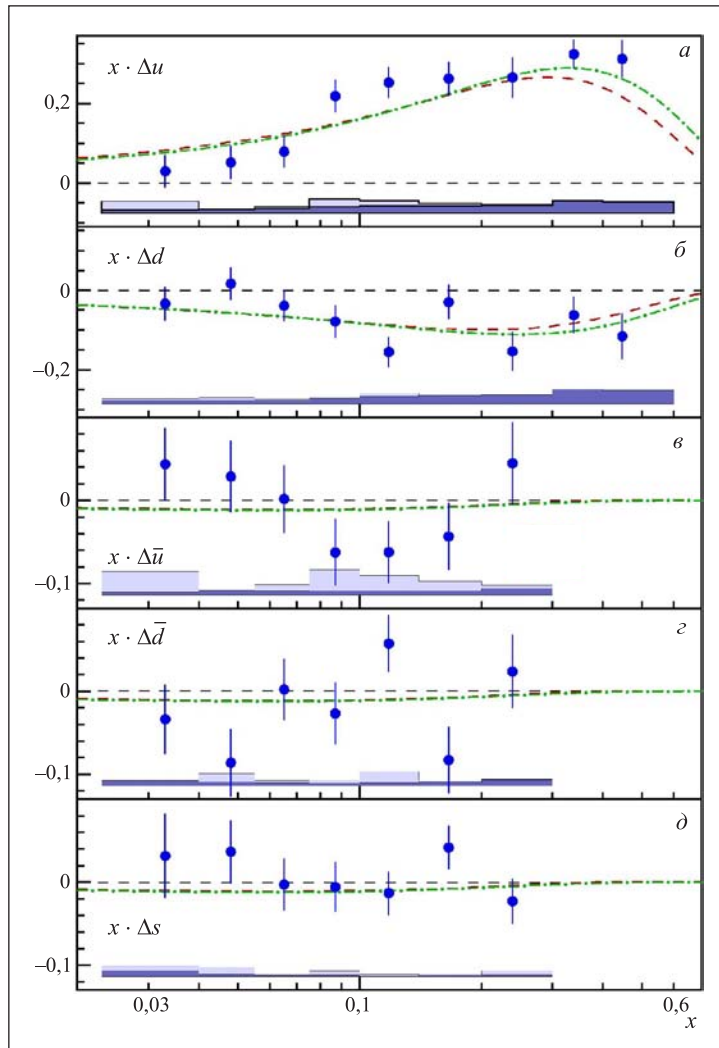 x · Δu
а
0,2
0
x · Δd
б
0
–0,2
в
0
x · Δū
–0,1
x · Δd̅
г
0
–0,1
д
0
x · Δs
–0,1
0,03
0,1
0,6
x